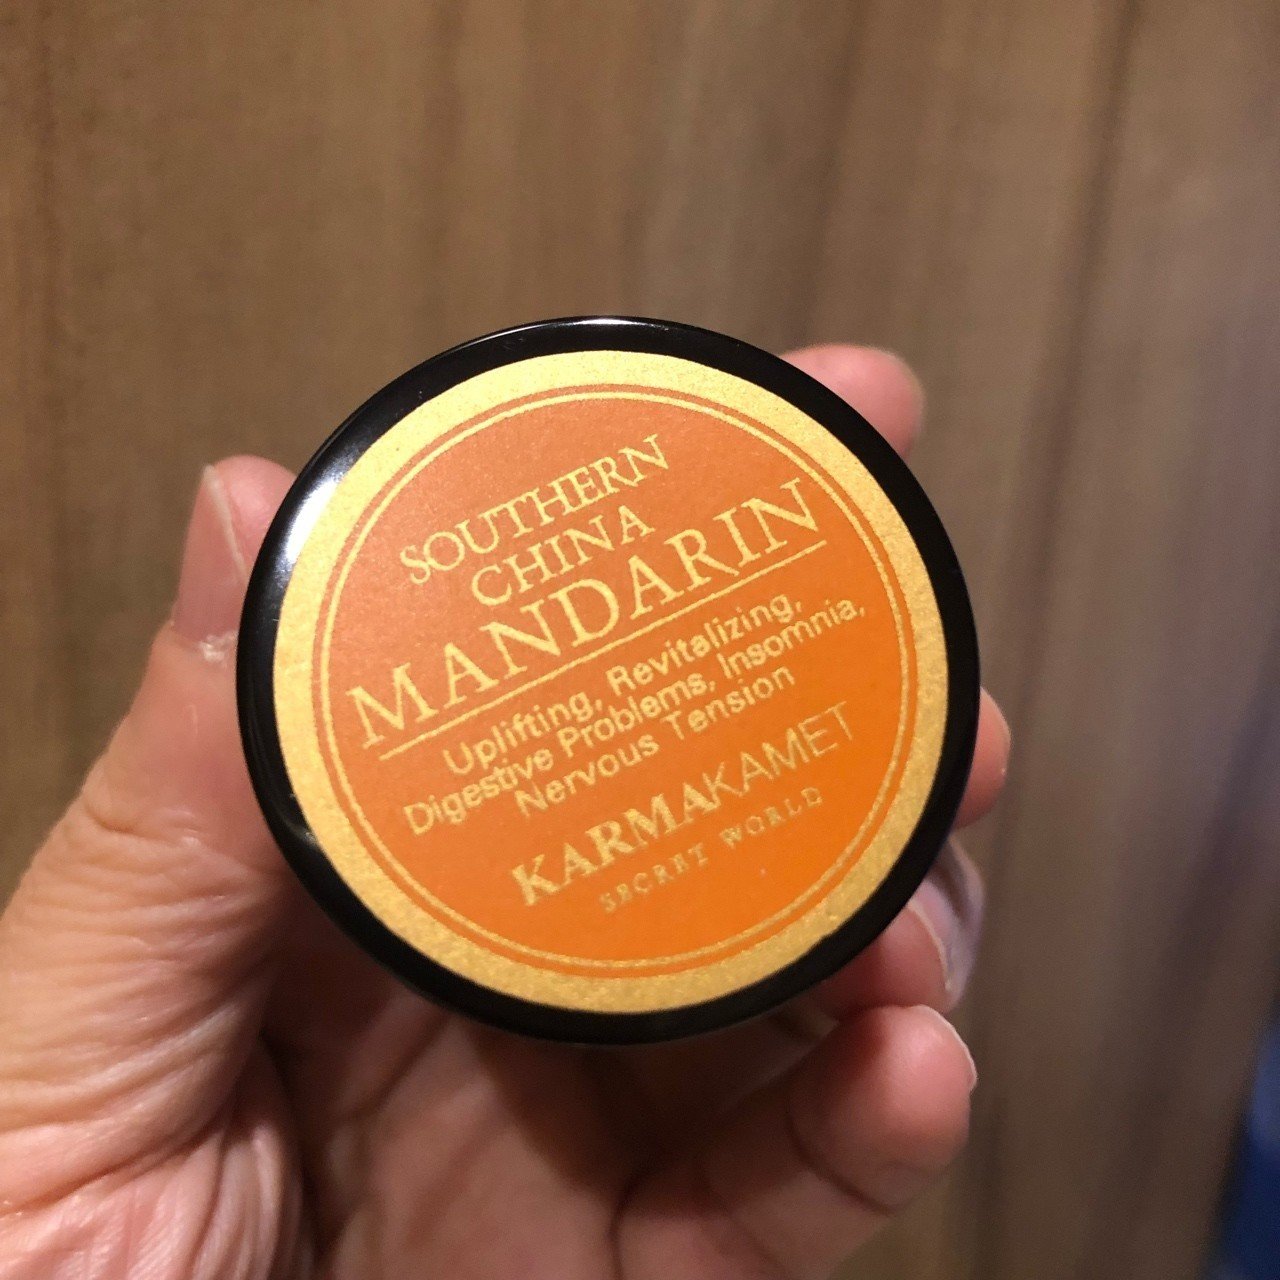 SOUTHERN
CHINA
MANDARIN
Uplifting, Revitalizing,
Digestive Problems, Insomnia,
Nervous Tension
KARMAKAMET
SECRET WORLD